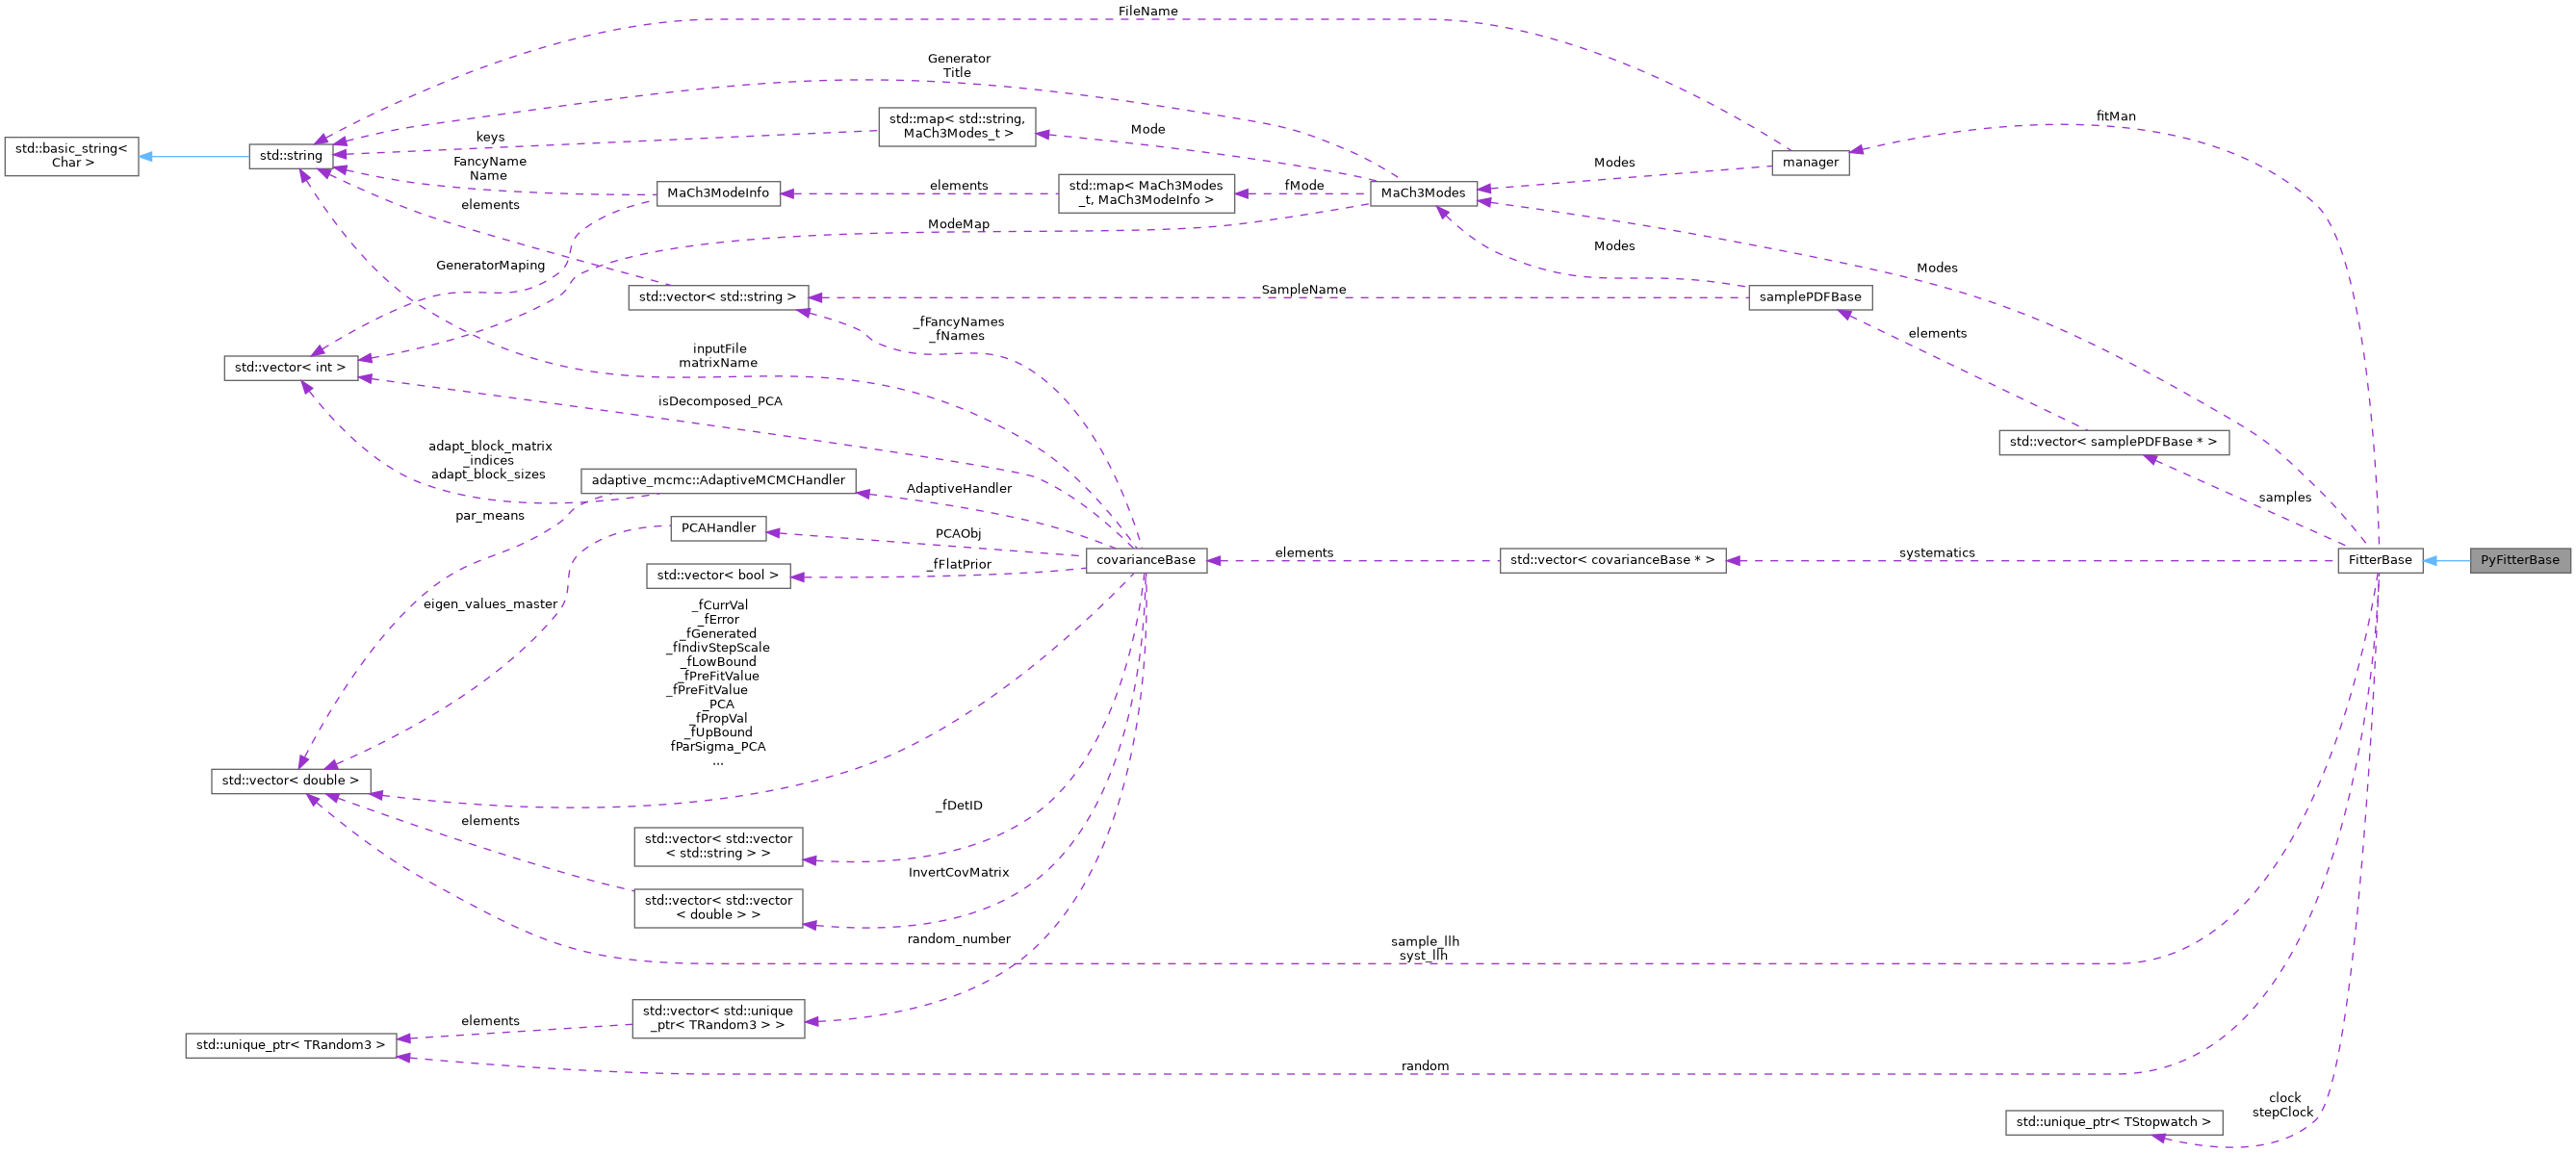 FileName
Generator
Title
std::map< std::string,
MaCh3Modes_t >
Mode
fitMan
keys
std::basic_string<
Char >
std::string
manager
Modes
FancyName
Name
MaCh3ModeInfo
elements
std::map< MaCh3Modes
_t, MaCh3ModeInfo >
fMode
MaCh3Modes
elements
ModeMap
Modes
GeneratorMaping
Modes
std::vector< std::string >
SampleName
samplePDFBase
_fFancyNames
_fNames
elements
inputFile
matrixName
std::vector< int >
isDecomposed_PCA
std::vector< samplePDFBase * >
adapt_block_matrix
_indices
adapt_block_sizes
adaptive_mcmc::AdaptiveMCMCHandler
AdaptiveHandler
samples
par_means
PCAHandler
PCAObj
covarianceBase
elements
std::vector< covarianceBase * >
systematics
FitterBase
PyFitterBase
_fFlatPrior
std::vector< bool >
eigen_values_master
_fCurrVal
_fError
_fGenerated
_fIndivStepScale
_fLowBound
_fPreFitValue
_fPreFitValue
_PCA
_fPropVal
_fUpBound
fParSigma_PCA
...
std::vector< double >
_fDetID
elements
std::vector< std::vector
< std::string > >
InvertCovMatrix
std::vector< std::vector
< double > >
random_number
sample_llh
syst_llh
std::vector< std::unique
_ptr< TRandom3 > >
elements
std::unique_ptr< TRandom3 >
random
clock
stepClock
std::unique_ptr< TStopwatch >